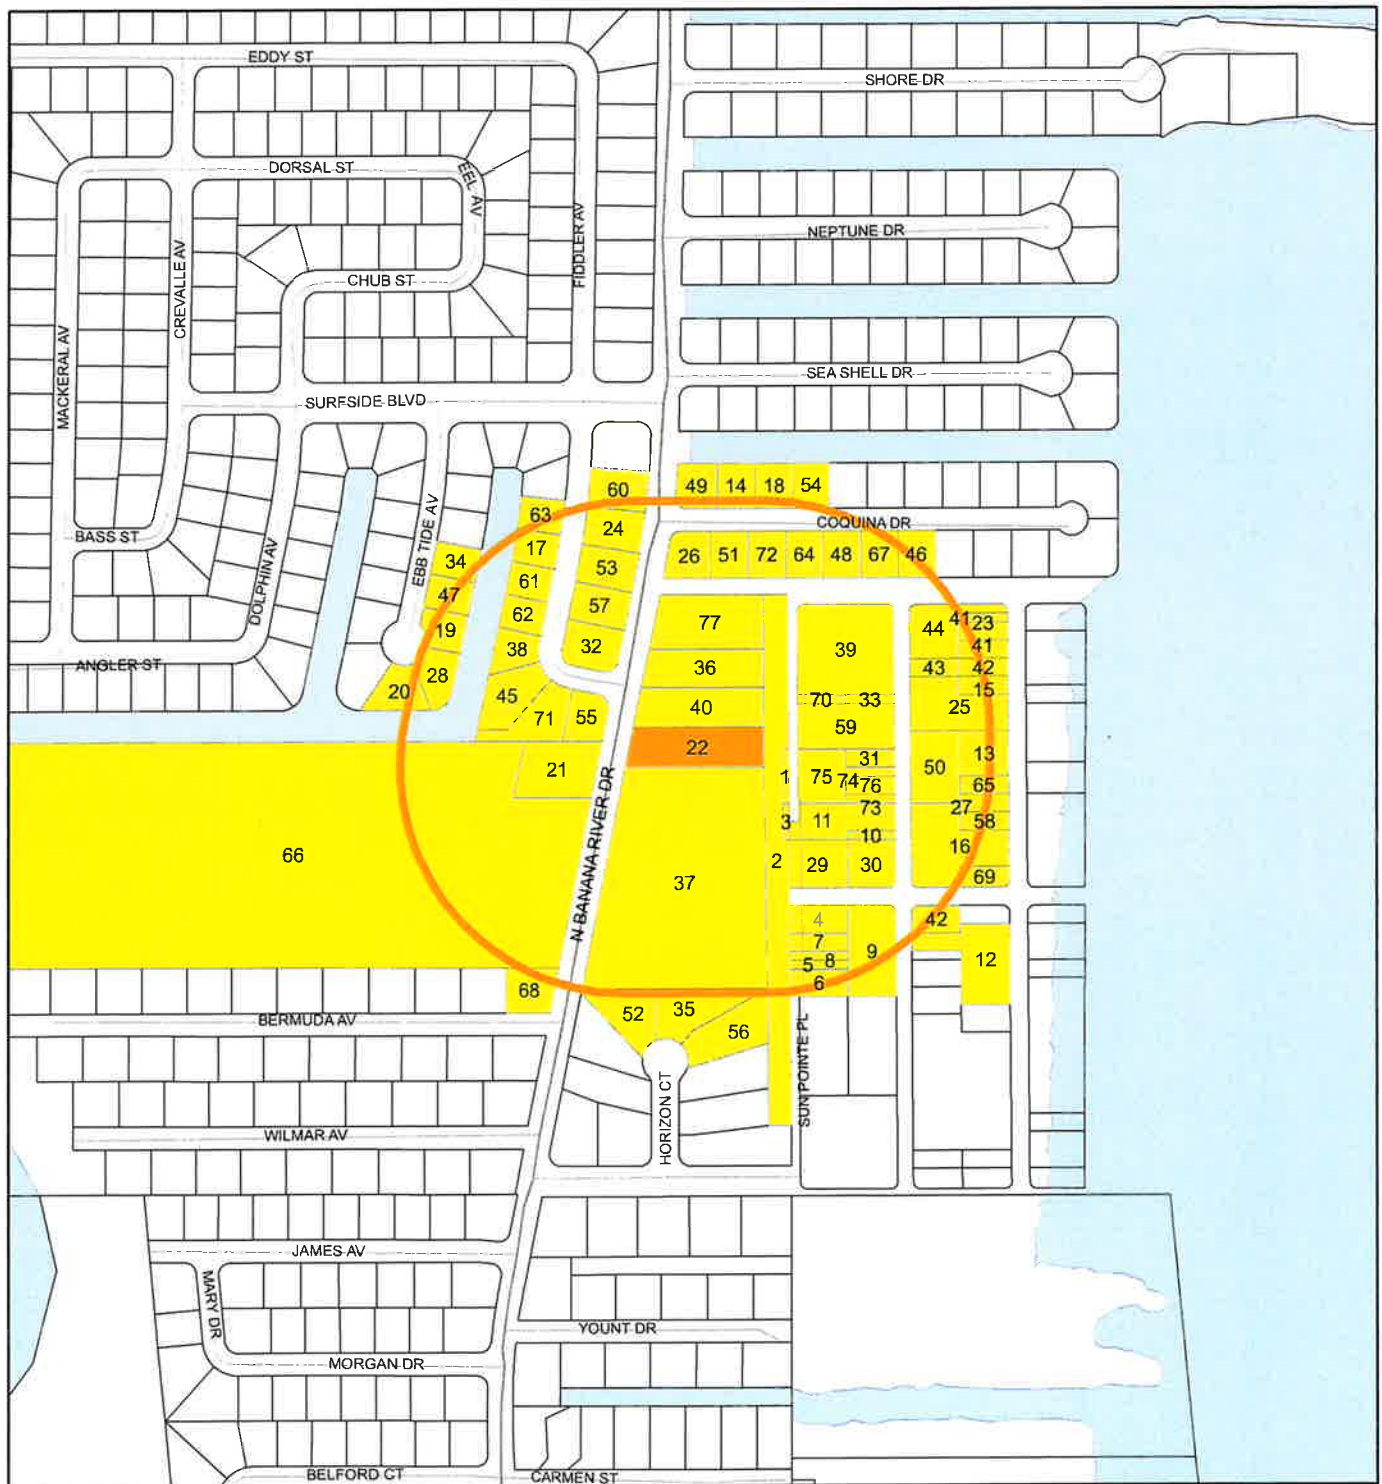 EDDY ST
SHORE DR
DORSAL ST
EEL AV
FIDDLER AV
NEPTUNE DR
CREVALLE AV
CHUB ST
MACKERAL AV
SEA SHELL DR
SURFSIDE BLVD
60
49 14 18 54
63
24
COQUINA DR
BASS ST
EBB TIDE AV
DOLPHIN AV
34
17
53
26 51 72 64 48 67 46
47
61
57
62
77
44
41
23
19
38
32
39
41
ANGLER ST
36
43
42
20
28
45
70 33
15
71
55
40
59
25
22
31
13
21
1
75
74
76
50
65
N BANANA RIVER DR
73
27
3
11
58
10
66
2
29
30
16
37
69
4
42
7
9
5
8
12
6
68
52
35
56
BERMUDA AV
SUN POINTE PL
HORIZON CT
WILMAR AV
JAMES AV
MARY DR
YOUNT DR
MORGAN DR
BELFORD CT
CARMEN ST